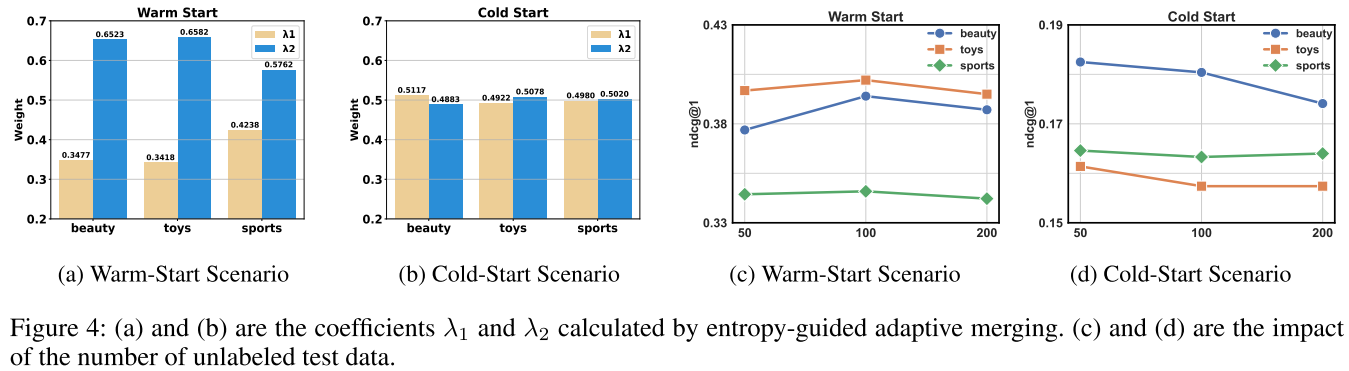 Warm Start
0.7
0.6
0.5
0.4
0.3
0.2
Weight
0.3477
0.6523
0.3418
0.6582
0.4238
0.5762
λ1
λ2
beauty toys sports
(a) Warm-Start Scenario
Cold Start
0.7
0.6
0.5
0.4
0.3
0.2
Weight
0.5117
0.4883
0.4922
0.5078
0.4980
0.5020
λ1
λ2
beauty toys sports
(b) Cold-Start Scenario
Warm Start
0.43
0.38
0.33
ndcg@1
beauty
toys
sports
50 100 200
(c) Warm-Start Scenario
Cold Start
0.19
0.17
0.15
ndcg@1
beauty
toys
sports
50 100 200
(d) Cold-Start Scenario
Figure 4: (a) and (b) are the coefficients λ1 and λ2 calculated by entropy-guided adaptive merging. (c) and (d) are the impact
of the number of unlabeled test data.